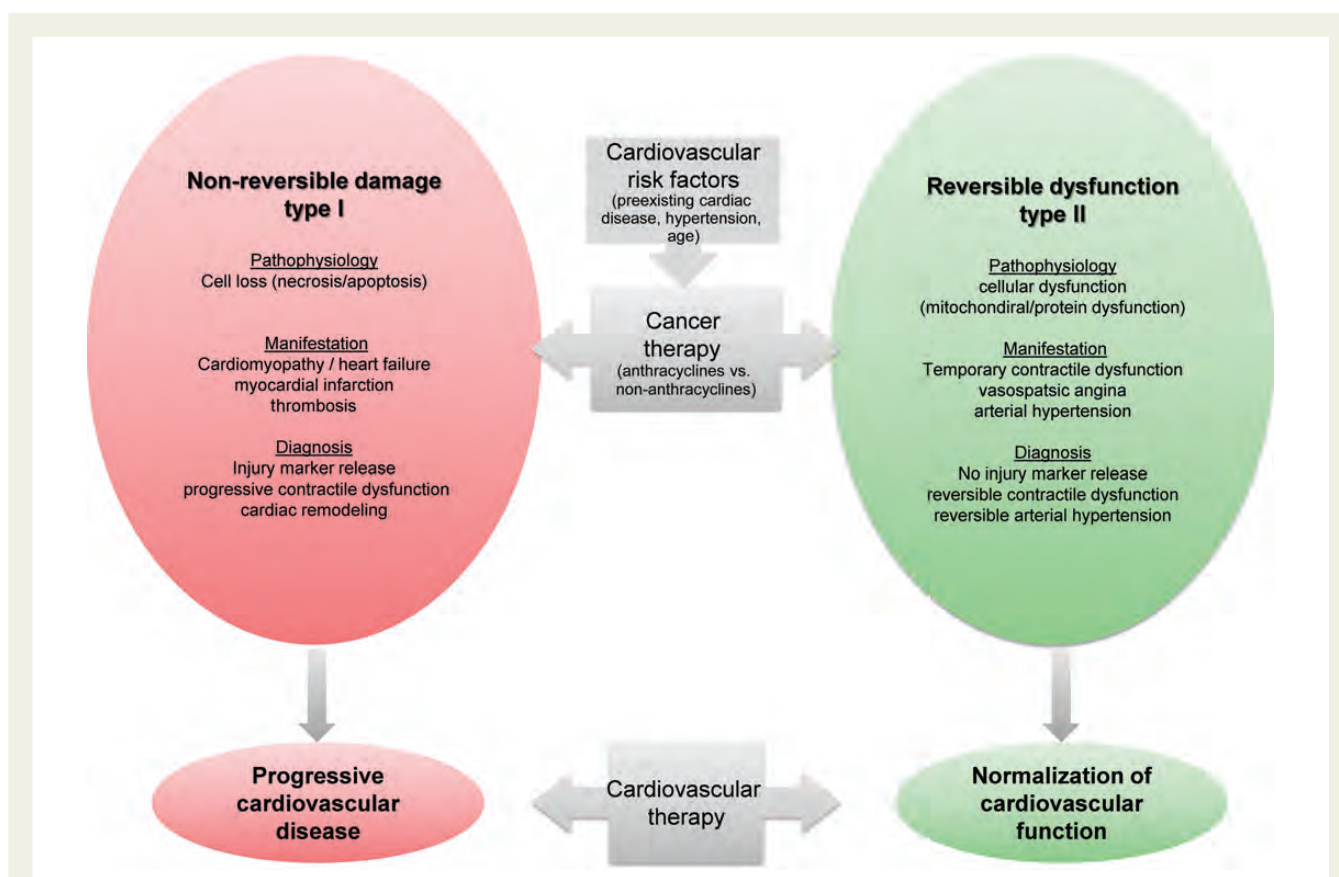 Non-reversible damage
type I
Pathophysiology
Cell loss (necrosis/apoptosis)
Manifestation
Cardiomyopathy / heart failure
myocardial infarction
thrombosis
Diagnosis
Injury marker release
progressive contractile dysfunction
cardiac remodeling
Cardiovascular
risk factors
(preexisting cardiac
disease, hypertension,
age)
Cancer
therapy
(anthracyclines vs.
non-anthracyclines)
Reversible dysfunction
type II
Pathophysiology
cellular dysfunction
(mitochondiral/protein dysfunction)
Manifestation
Temporary contractile dysfunction
vasospatsic angina
arterial hypertension
Diagnosis
No injury marker release
reversible contractile dysfunction
reversible arterial hypertension
Progressive
cardiovascular
disease
Cardiovascular
therapy
Normalization of
cardiovascular
function